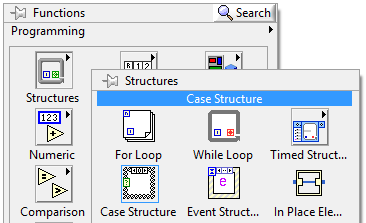 Functions
Search
Programming
Structures
Structures
Case Structure
Numeric
For Loop
While Loop
Timed Struct...
Comparison
Case Structure
Event Struct...
In Place Ele...
123